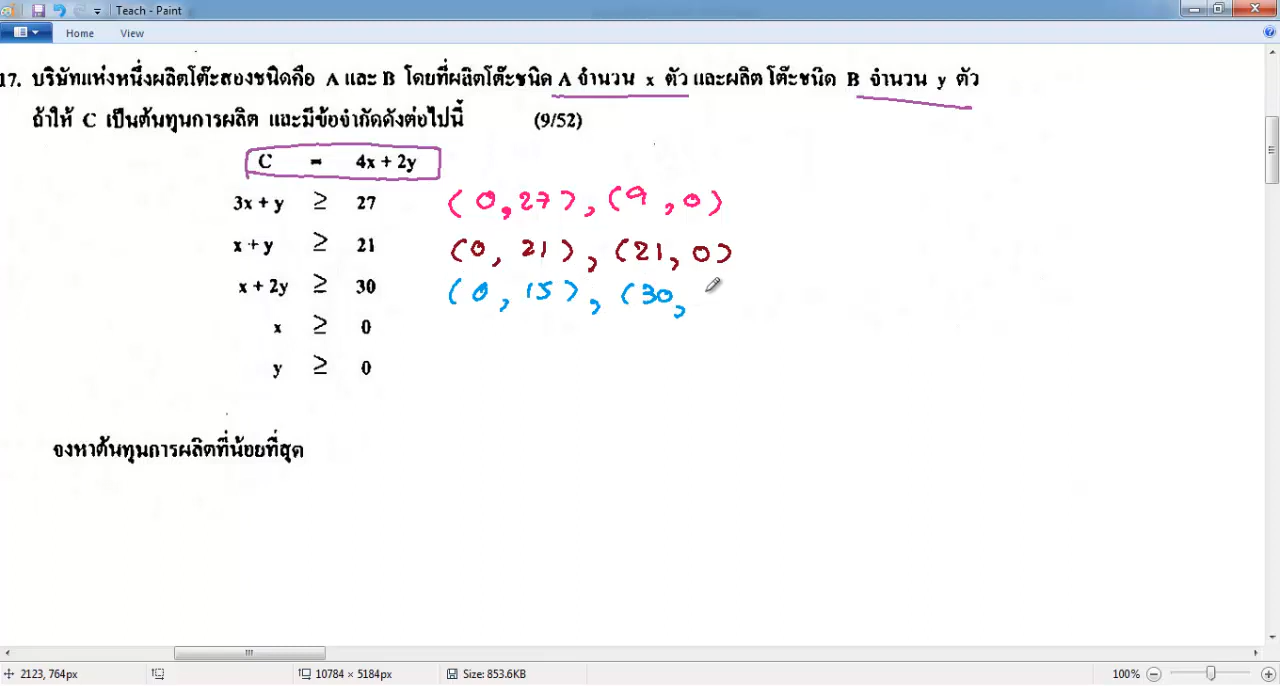 Teach - Paint
Home View
17. บริษัทแห่งหนึ่งผลิตโต๊ะสองชนิดคือ A และ B โดยที่ผลิตโต๊ะชนิด A จำนวน x ตัว และผลิต โต๊ะชนิด B จำนวน y ตัว
ถ้าให้ C เป็นต้นทุนการผลิต และมีข้อจำกัดดังต่อไปนี้ (9/52)
C = 4x + 2y
3x + y ≥ 27 (0, 27), (9, 0)
x + y ≥ 21 (0, 21), (21, 0)
x + 2y ≥ 30 (0, 15), (30,
x ≥ 0
y ≥ 0
จงหาต้นทุนการผลิตที่น้อยที่สุด
2123, 764px 10784 × 5184px Size: 853.6KB 100%